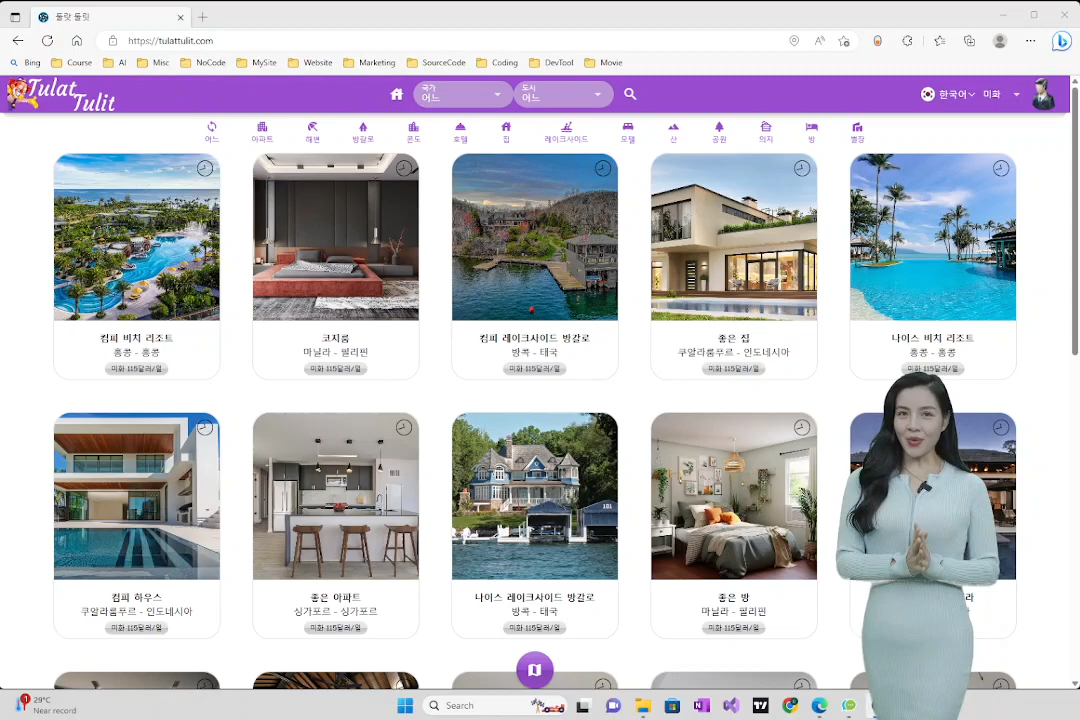 둘랏 둘릿
https://tulattulit.com
Bing Course AI Misc NoCode MySite Website Marketing SourceCode Coding DevTool Movie
Tulat Tulit
국가 어느
도시 어느
한국어
미화
어느 아파트 해변 방갈로 콘도 호텔 집 레이크사이드 모텔 산 공원 의지 방 별장
컴피 비치 리조트
홍콩 - 홍콩
미화 115달러/일
코지룸
마닐라 - 필리핀
미화 115달러/일
컴피 레이크사이드 방갈로
방콕 - 태국
미화 115달러/일
좋은 집
쿠알라룸푸르 - 인도네시아
미화 115달러/일
나이스 비치 리조트
홍콩 - 홍콩
미화 115달러/일
컴피 하우스
쿠알라룸푸르 - 인도네시아
미화 115달러/일
좋은 아파트
싱가포르 - 싱가포르
미화 115달러/일
나이스 레이크사이드 방갈로
방콕 - 태국
미화 115달러/일
좋은 방
마닐라 - 필리핀
미화 115달러/일
라
1
29°C
Near record
Search